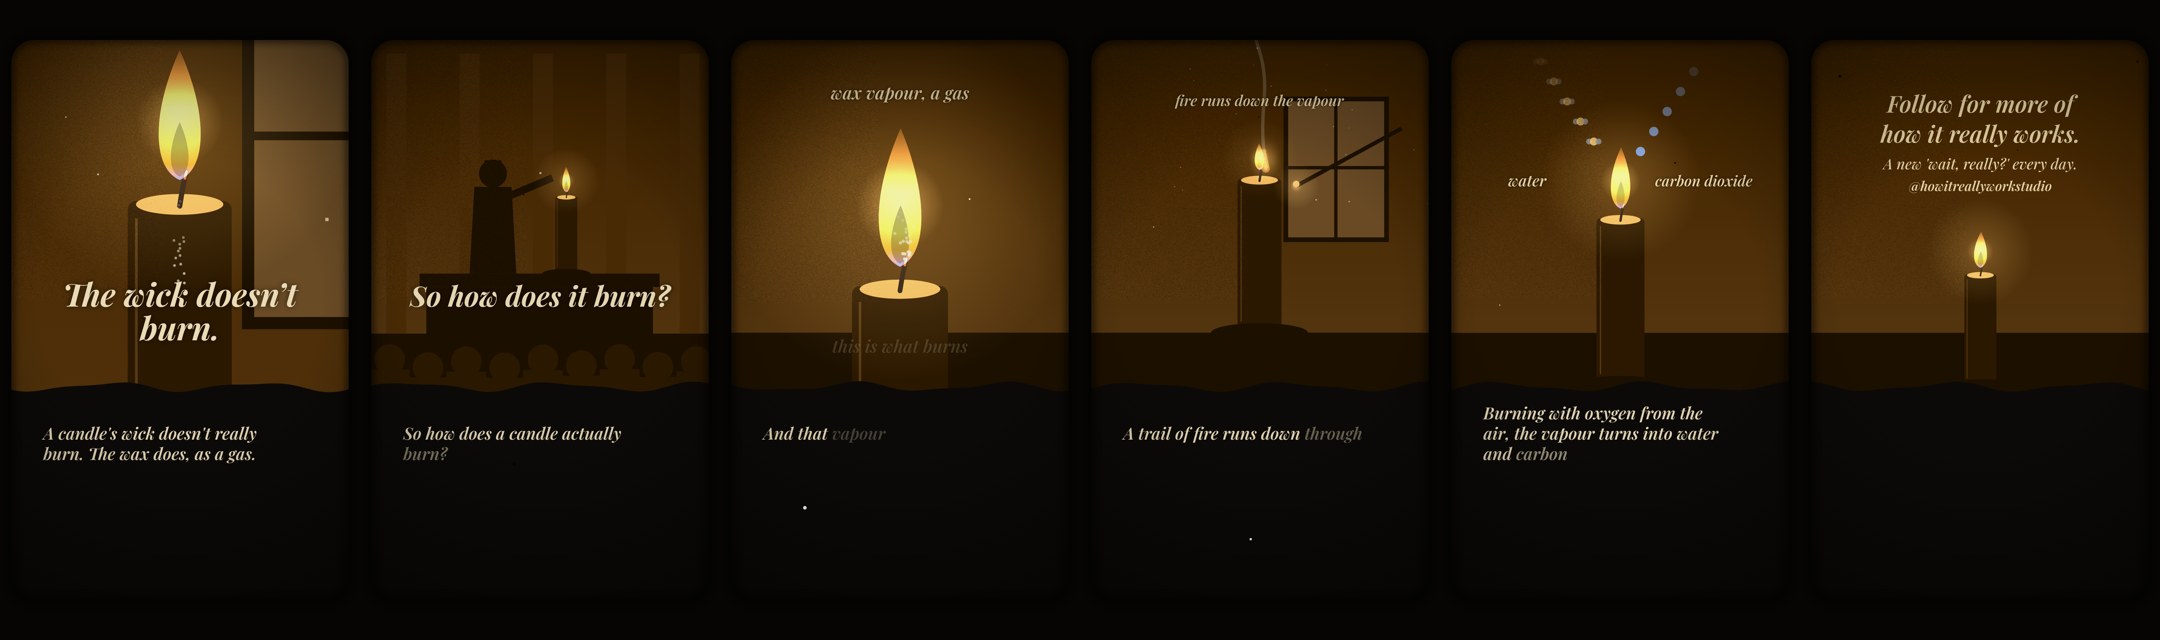 The wick doesn't
burn.
A candle's wick doesn't really
burn. The wax does, as a gas.
So how does it burn?
So how does a candle actually
burn?
wax vapour, a gas
this is what burns
And that vapour
fire runs down the vapour
A trail of fire runs down through
water
carbon dioxide
Burning with oxygen from the
air, the vapour turns into water
and carbon
Follow for more of
how it really works.
A new 'wait, really?' every day.
@howitreallyworkstudio